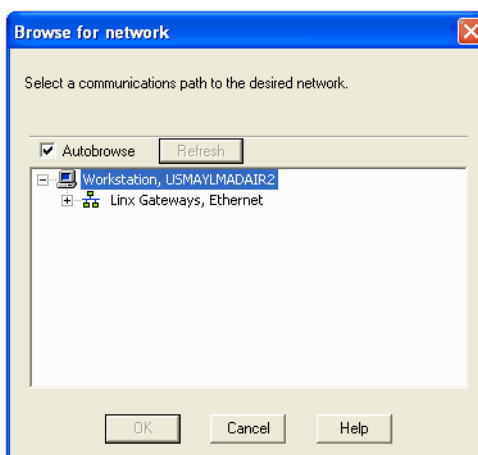 Browse for network
Select a communications path to the desired network.
Autobrowse Refresh
Workstation, USMAYLMADAIR2
Linx Gateways, Ethernet
OK Cancel Help